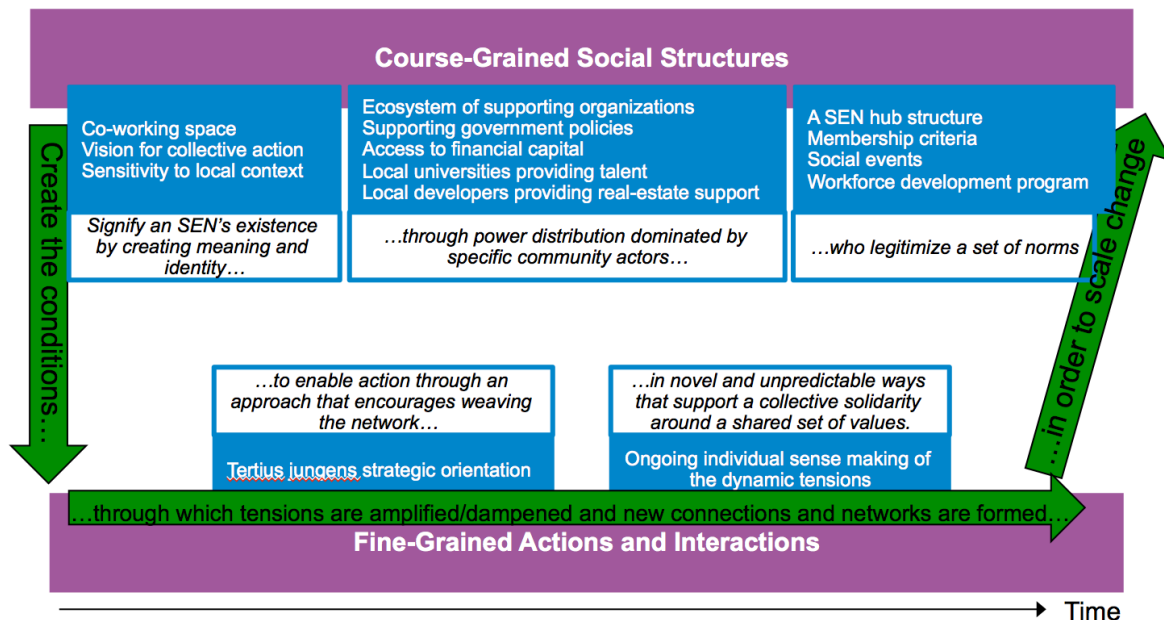 Course-Grained Social Structures
Co-working space
Vision for collective action
Sensitivity to local context
Signify an SEN's existence
by creating meaning and
identity…
Ecosystem of supporting organizations
Supporting government policies
Access to financial capital
Local universities providing talent
Local developers providing real-estate support
…through power distribution dominated by
specific community actors…
A SEN hub structure
Membership criteria
Social events
Workforce development program
…who legitimize a set of norms
Create the conditions…
…to enable action through an
approach that encourages weaving
the network…
Tertius jungens strategic orientation
…in novel and unpredictable ways
that support a collective solidarity
around a shared set of values.
Ongoing individual sense making of
the dynamic tensions
…in order to scale change
…through which tensions are amplified/dampened and new connections and networks are formed…
Fine-Grained Actions and Interactions
Time